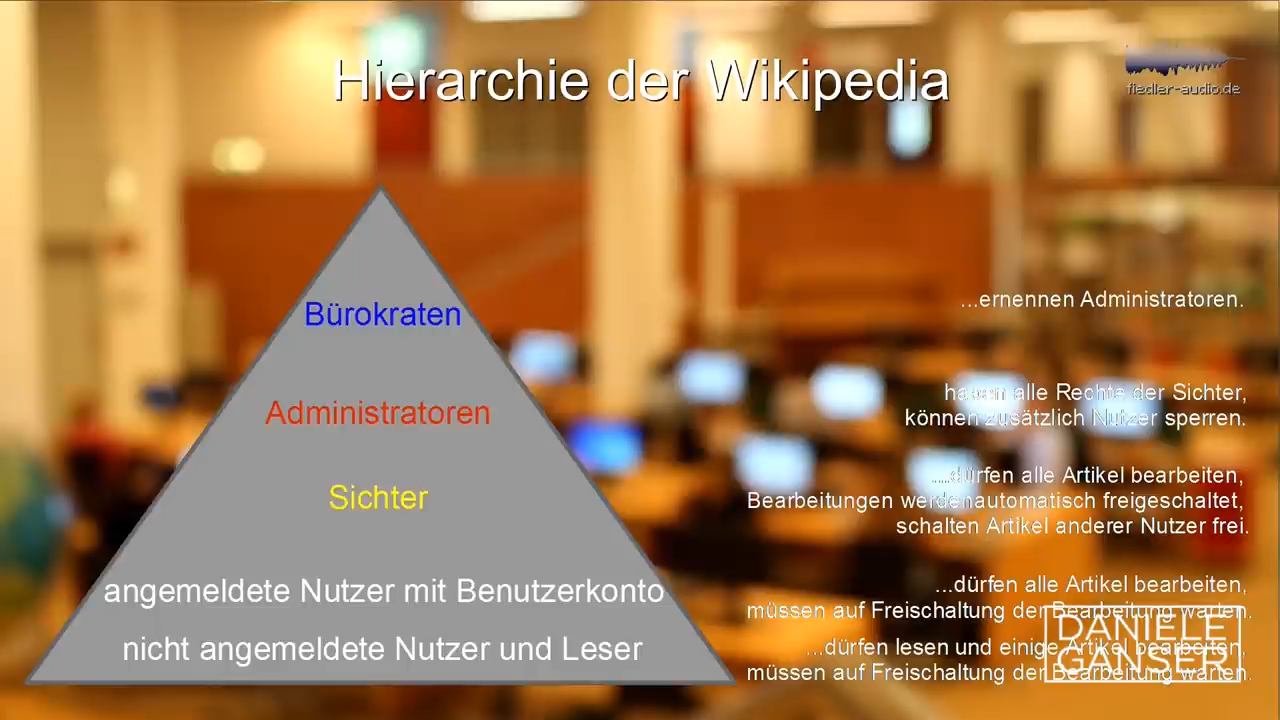 Hierarchie der Wikipedia
fiedler-audio.de
Bürokraten
...ernennen Administratoren.
Administratoren
haben alle Rechte der Sichter,
können zusätzlich Nutzer sperren.
Sichter
...dürfen alle Artikel bearbeiten,
Bearbeitungen werden automatisch freigeschaltet,
schalten Artikel anderer Nutzer frei.
angemeldete Nutzer mit Benutzerkonto
...dürfen alle Artikel bearbeiten,
müssen auf Freischaltung der Bearbeitung warten.
nicht angemeldete Nutzer und Leser
...dürfen lesen und einige Artikel bearbeiten,
müssen auf Freischaltung der Bearbeitung warten.
DANIELE
GANSER